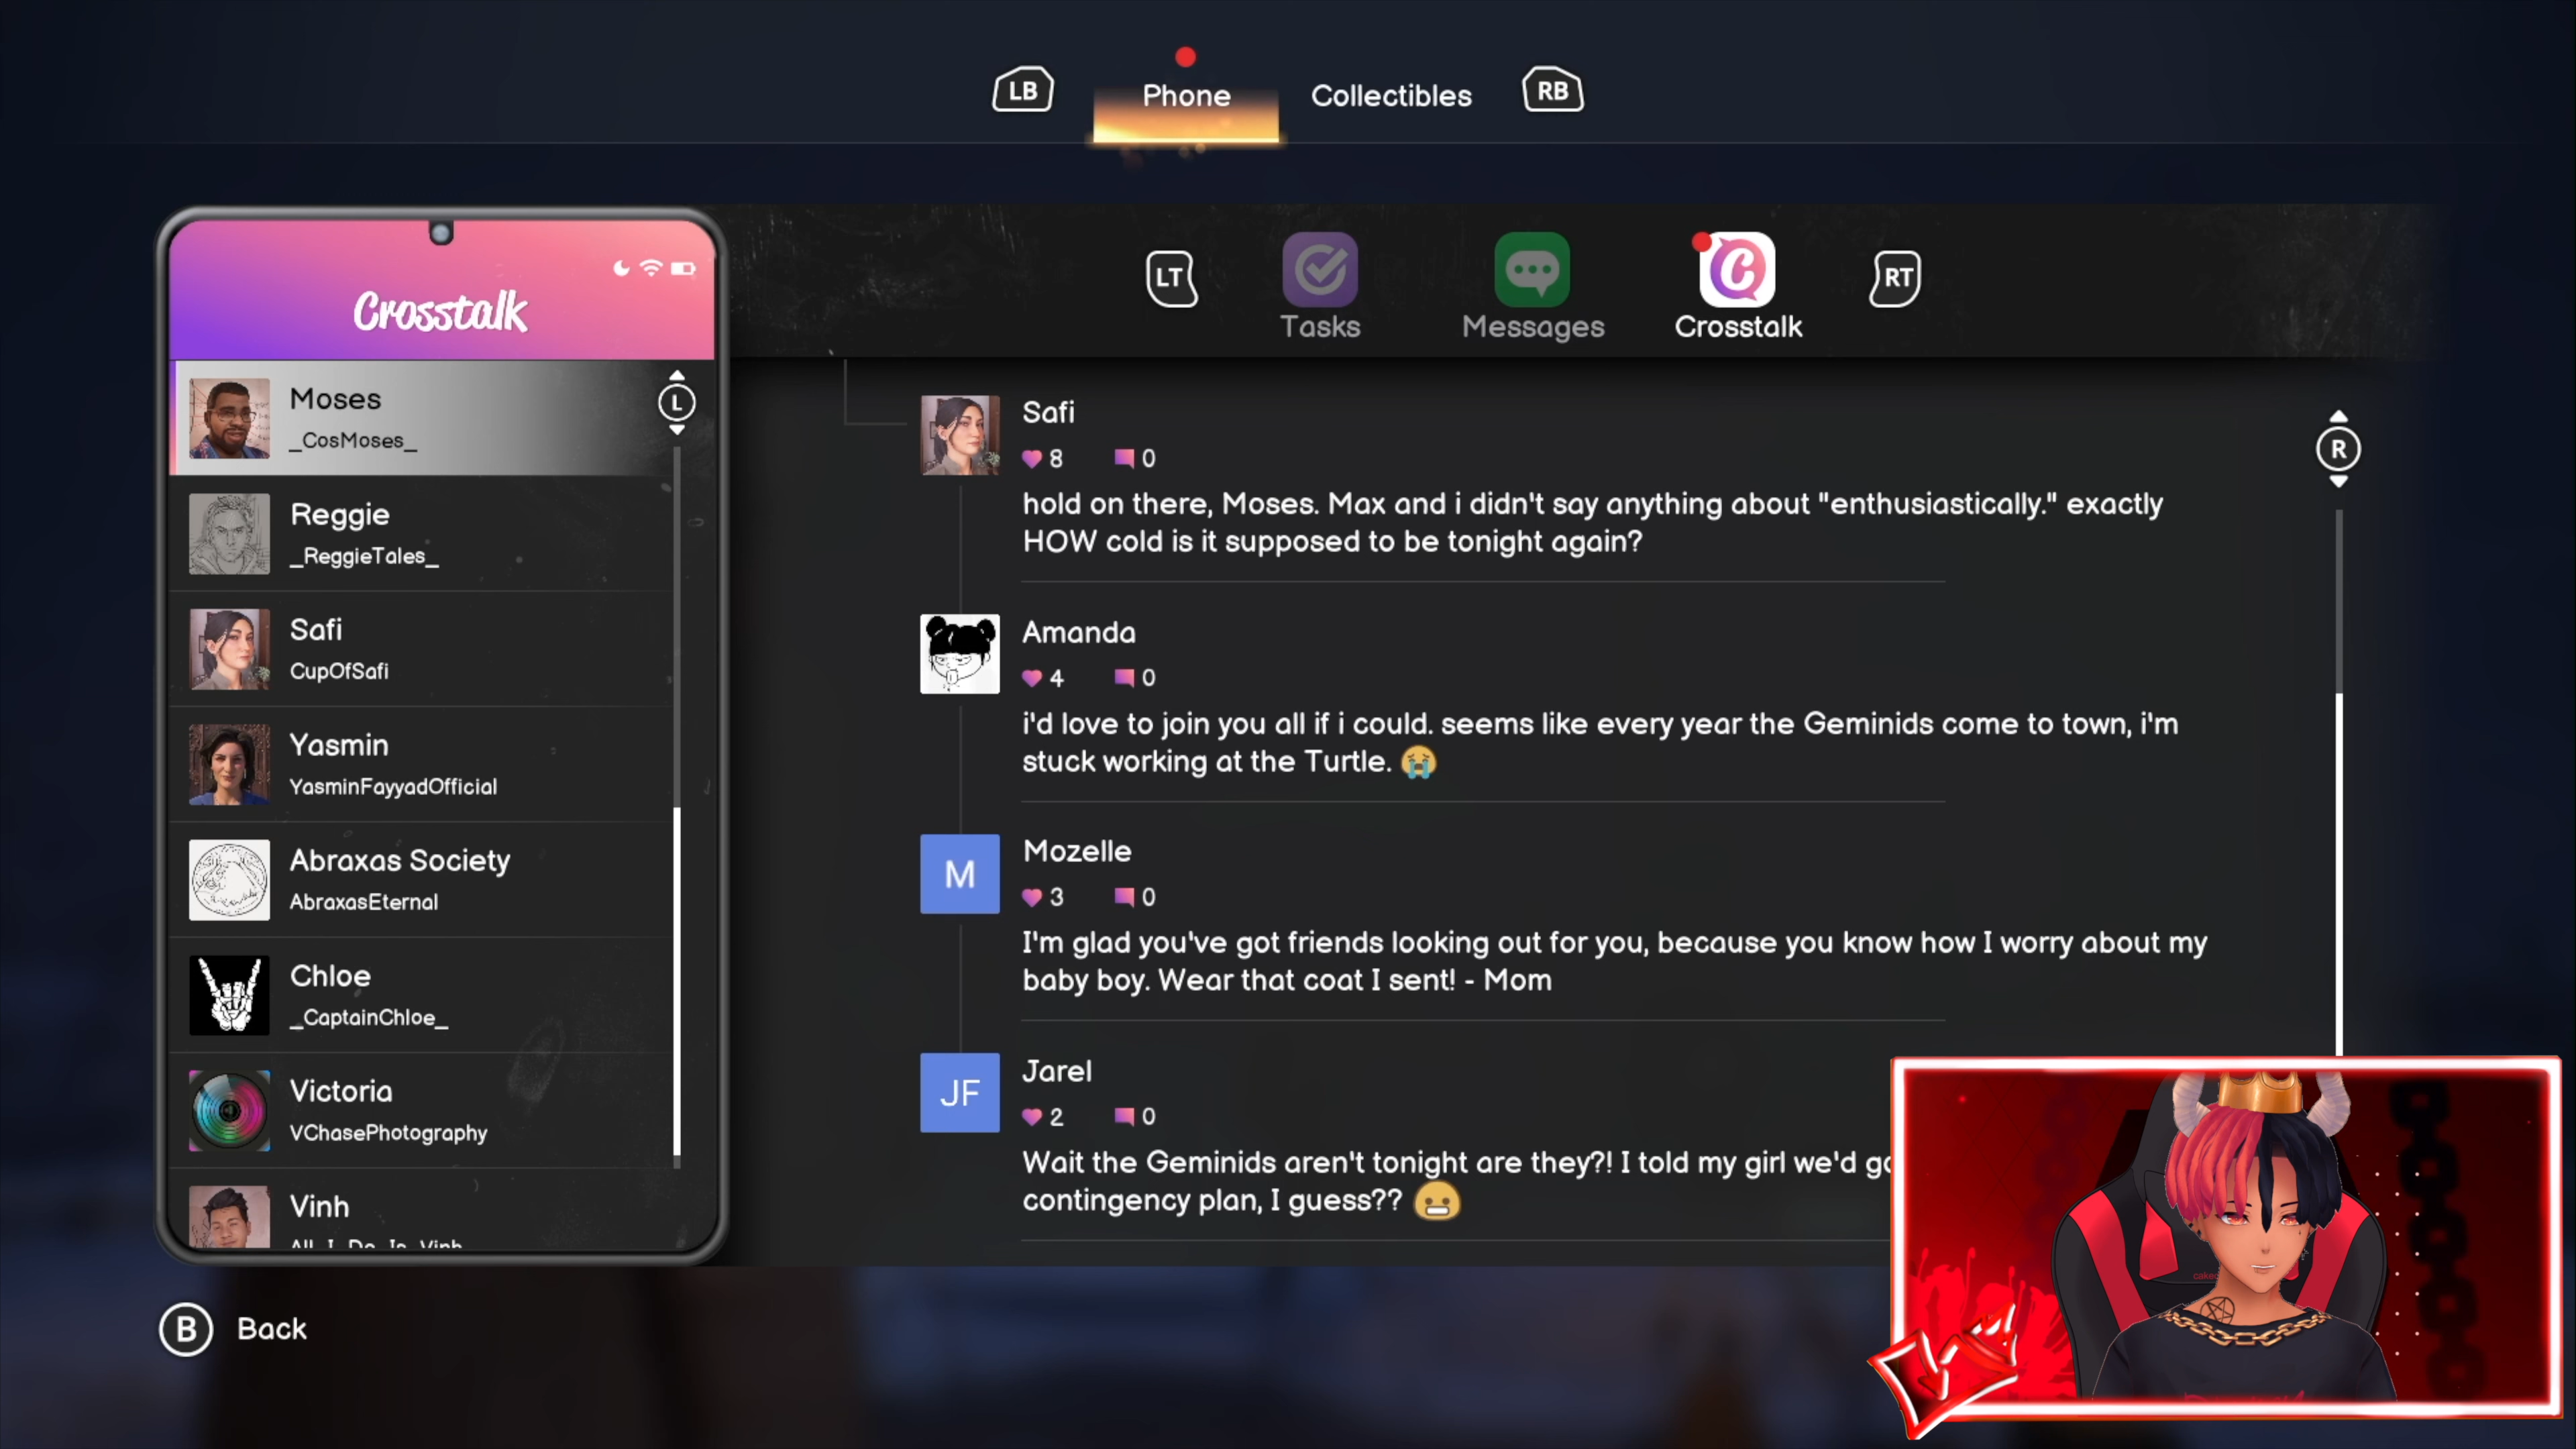 LB
Phone
Collectibles
RB
Crosstalk
LT
Tasks
Messages
Crosstalk
RT
Moses
_CosMoses_
L
Reggie
_ReggieTales_
Safi
CupOfSafi
Yasmin
YasminFayyadOfficial
Abraxas Society
AbraxasEternal
Chloe
_CaptainChloe_
Victoria
VChasePhotography
Vinh
All_I_Do_Is_Vinh
Safi
8 0
hold on there, Moses. Max and i didn't say anything about "enthusiastically." exactly
HOW cold is it supposed to be tonight again?
R
Amanda
4 0
i'd love to join you all if i could. seems like every year the Geminids come to town, i'm
stuck working at the Turtle. 😭
M
Mozelle
3 0
I'm glad you've got friends looking out for you, because you know how I worry about my
baby boy. Wear that coat I sent! - Mom
JF
Jarel
2 0
Wait the Geminids aren't tonight are they?! I told my girl we'd go
contingency plan, I guess?? 😬
B Back